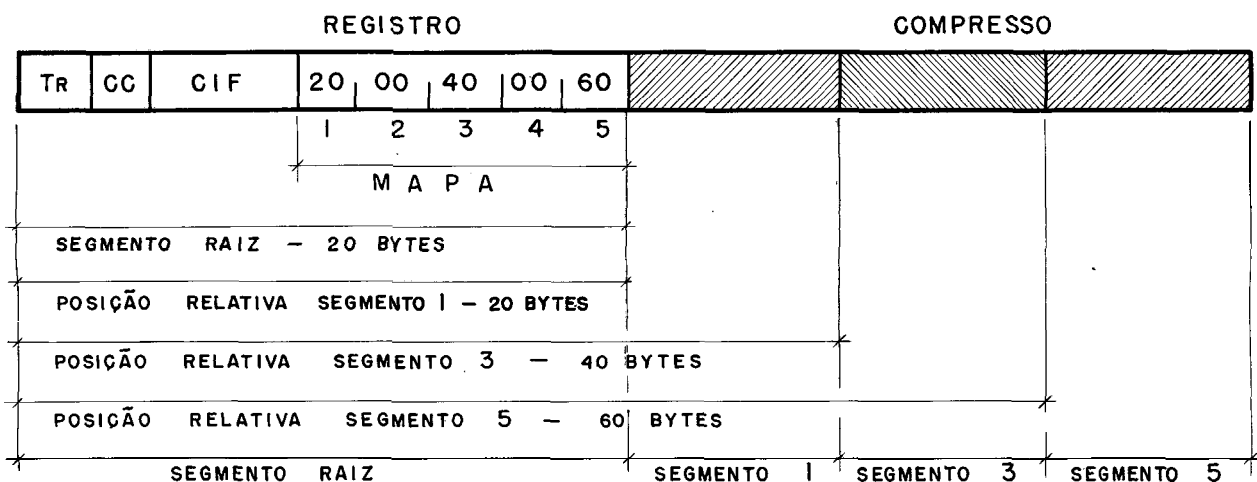 REGISTRO COMPRESSO
TR CC CIF 20 00 40 00 60
1 2 3 4 5
MAPA
SEGMENTO RAIZ - 20 BYTES
POSIÇÃO RELATIVA SEGMENTO 1 - 20 BYTES
POSIÇÃO RELATIVA SEGMENTO 3 - 40 BYTES
POSIÇÃO RELATIVA SEGMENTO 5 - 60 BYTES
SEGMENTO RAIZ SEGMENTO 1 SEGMENTO 3 SEGMENTO 5